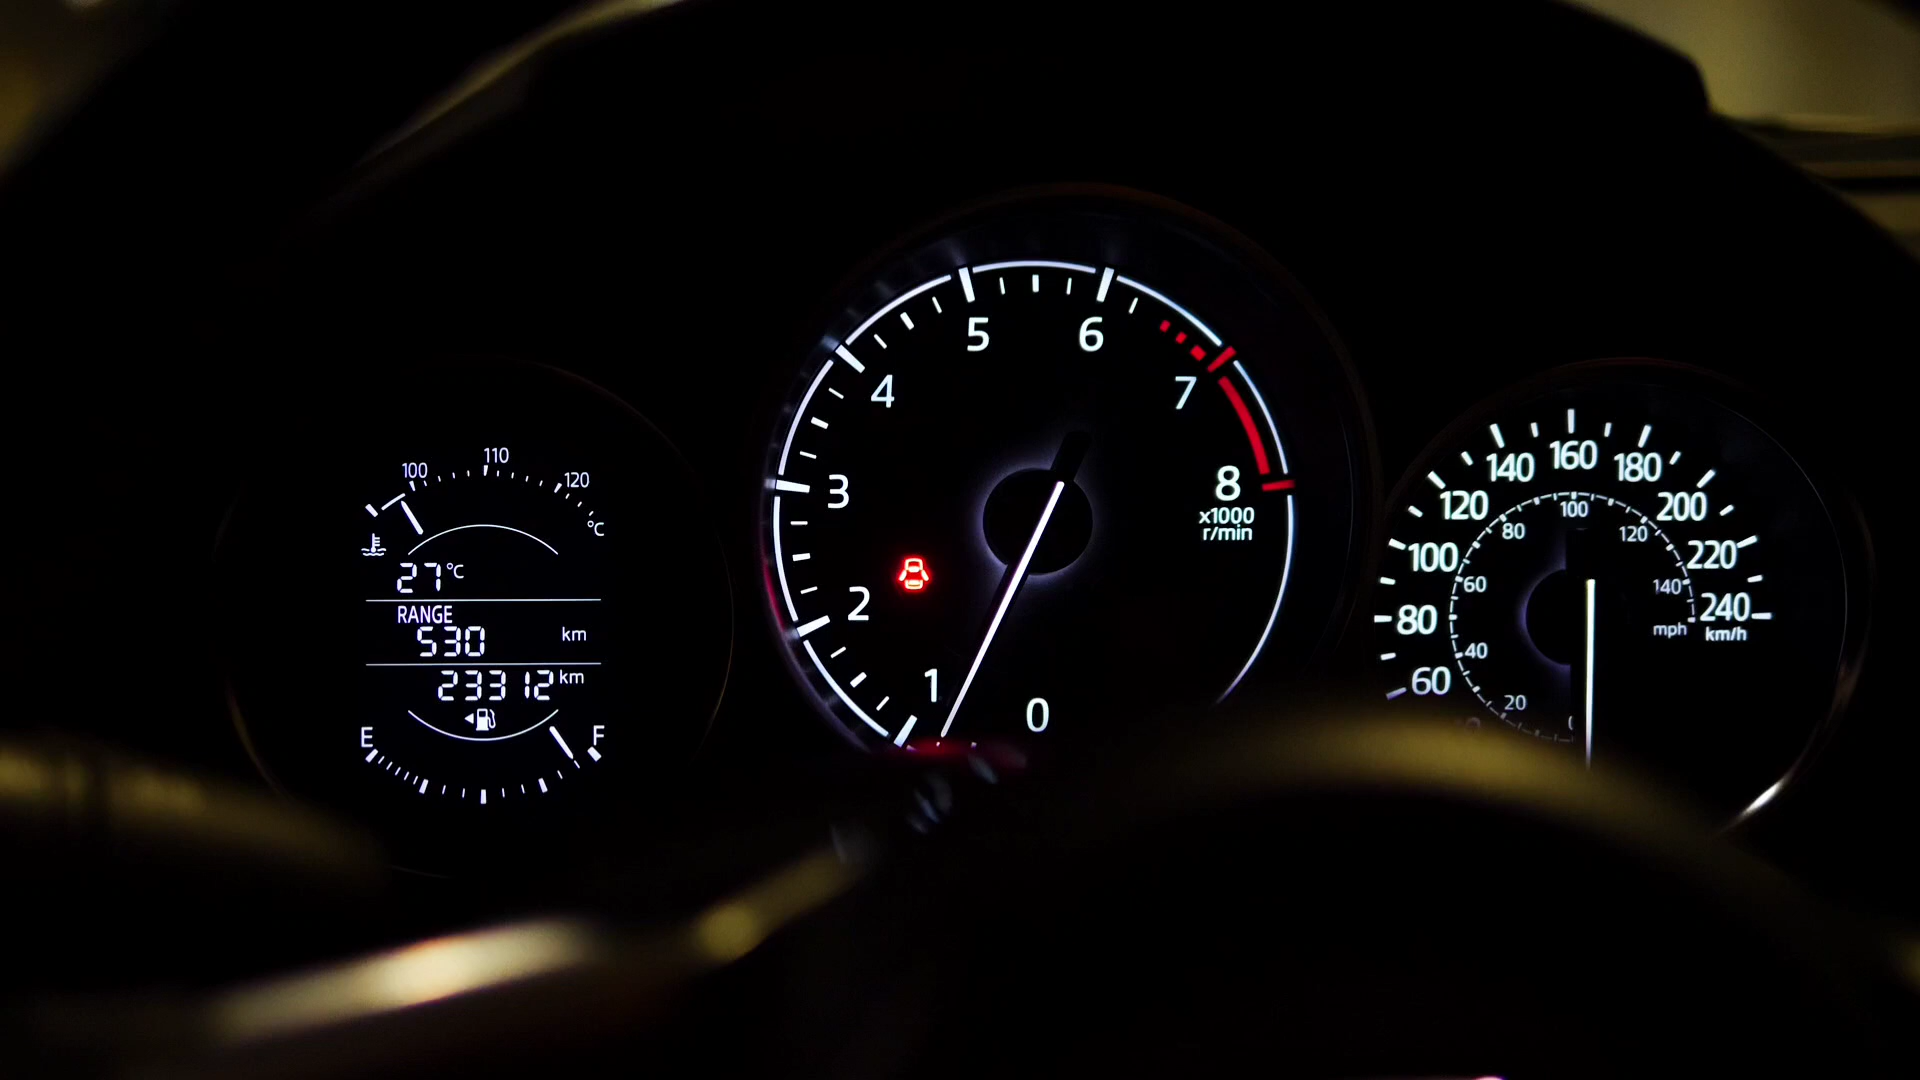 100 110 120
°C
27 °C
RANGE
530 km
23312 km
E F
0 1 2 3 4 5 6 7 8
x1000
r/min
60 80 100 120 140 160 180 200 220 240
km/h
20 40 60 80 100 120 140
mph